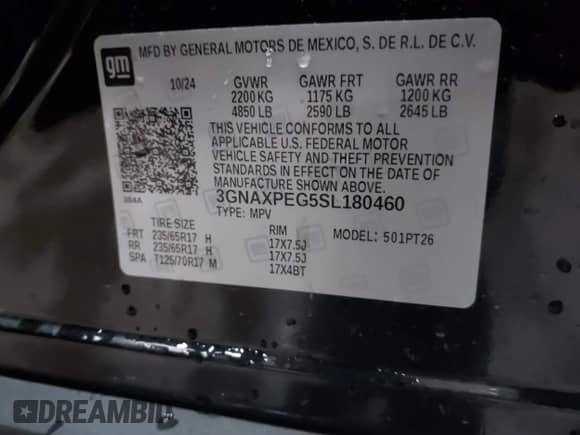 gm
MFD BY GENERAL MOTORS DE MEXICO, S. DE R.L. DE C.V.
10/24 GVWR GAWR FRT GAWR RR
2200 KG 1175 KG 1200 KG
4850 LB 2590 LB 2645 LB
THIS VEHICLE CONFORMS TO ALL
APPLICABLE U.S. FEDERAL MOTOR
VEHICLE SAFETY AND THEFT PREVENTION
STANDARDS IN EFFECT ON THE DATE OF
MANUFACTURE SHOWN ABOVE.
3GNAXPEG5SL180460
TYPE: MPV
TIRE SIZE RIM MODEL: 501PT26
FRT 235/65R17 H 17X7.5J
RR 235/65R17 H 17X7.5J
SPA T125/70R17 M 17X4BT
DREAMBID